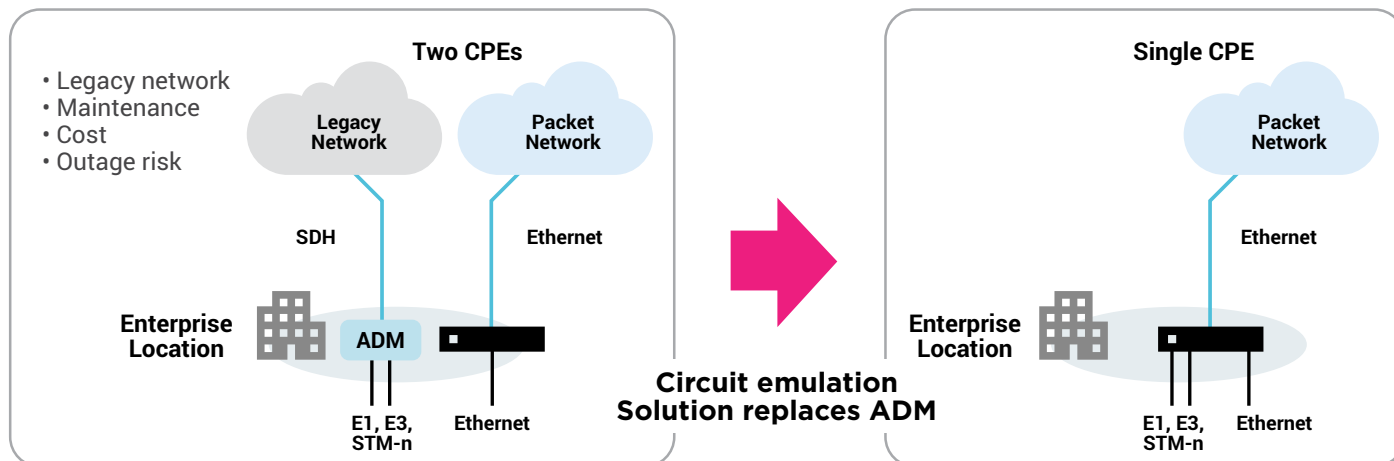 Two CPEs
• Legacy network
• Maintenance
• Cost
• Outage risk
Legacy
Network
Packet
Network
SDH
Ethernet
Enterprise
Location
ADM
E1, E3,
STM-n
Ethernet
Circuit emulation
Solution replaces ADM
Single CPE
Packet
Network
Ethernet
Enterprise
Location
E1, E3,
STM-n
Ethernet